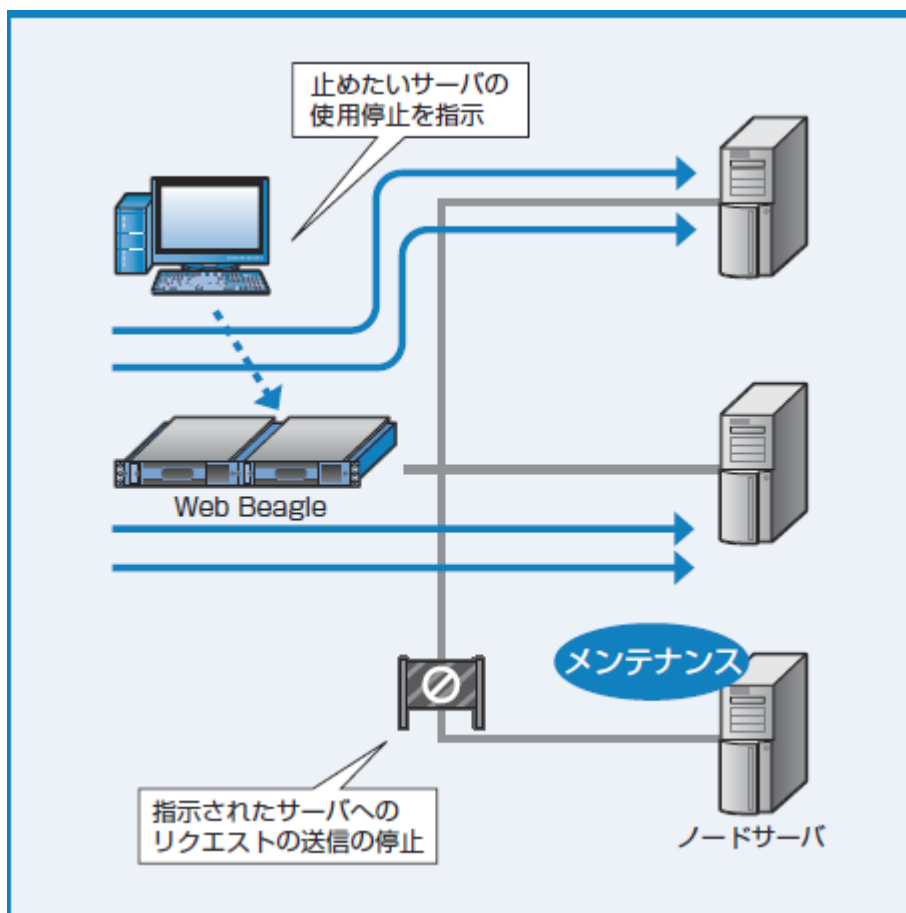 止めたいサーバの
使用停止を指示
Web Beagle
メンテナンス
指示されたサーバへの
リクエストの送信の停止
ノードサーバ